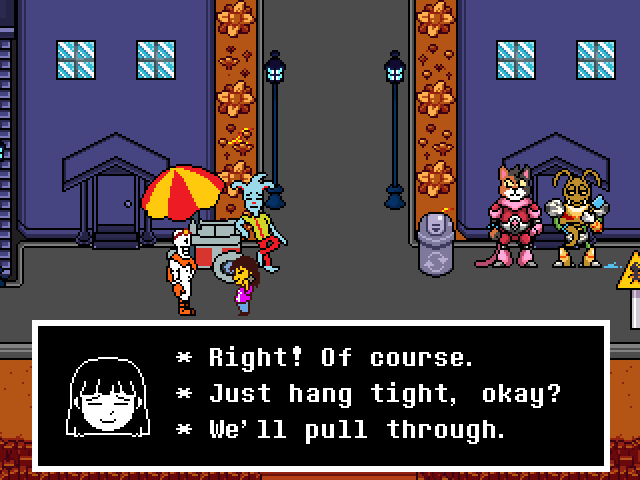 * Right! Of course.
* Just hang tight, okay?
* We'll pull through.